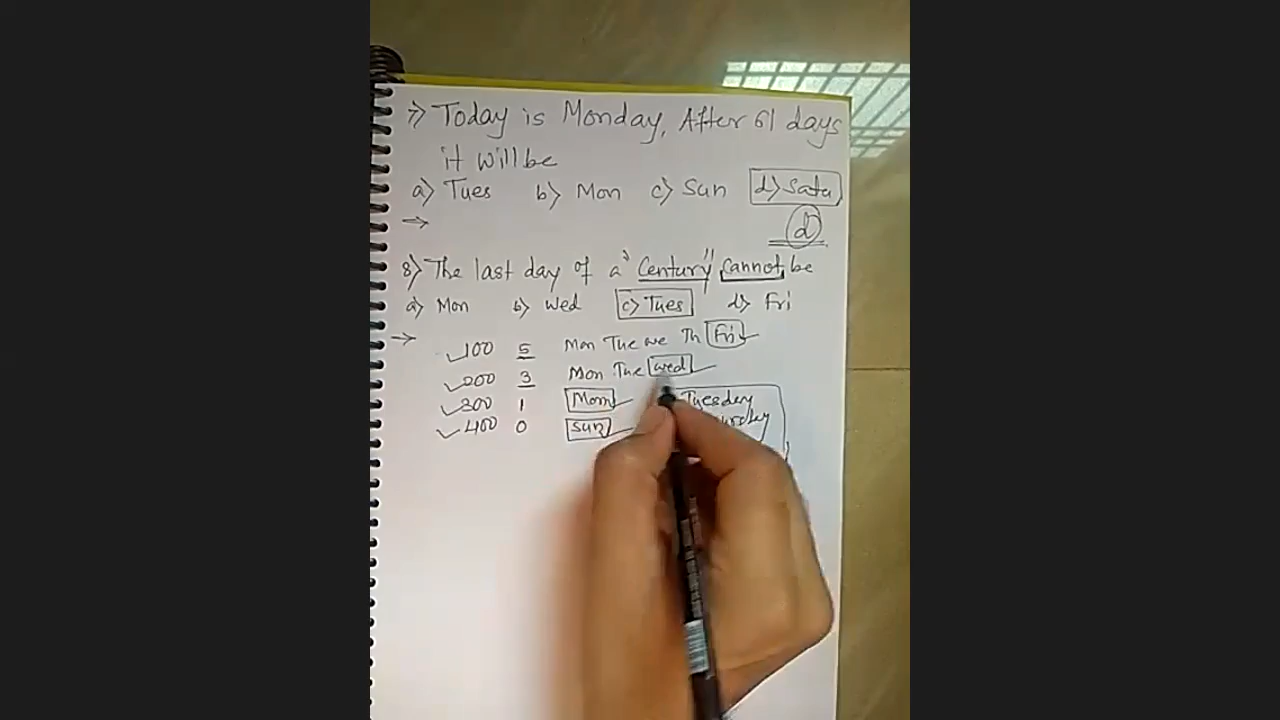 7) Today is Monday, After 61 days
it will be
a) Tues b) Mon c) Sun d) Satu
→ d
8) The last day of a "Century" cannot be
a) Mon b) Wed c) Tues d) Fri
→ 100 5 Mon Tue We Th Fri
200 3 Mon Tue Wed
300 1 Mon Tuesday
400 0 Sun